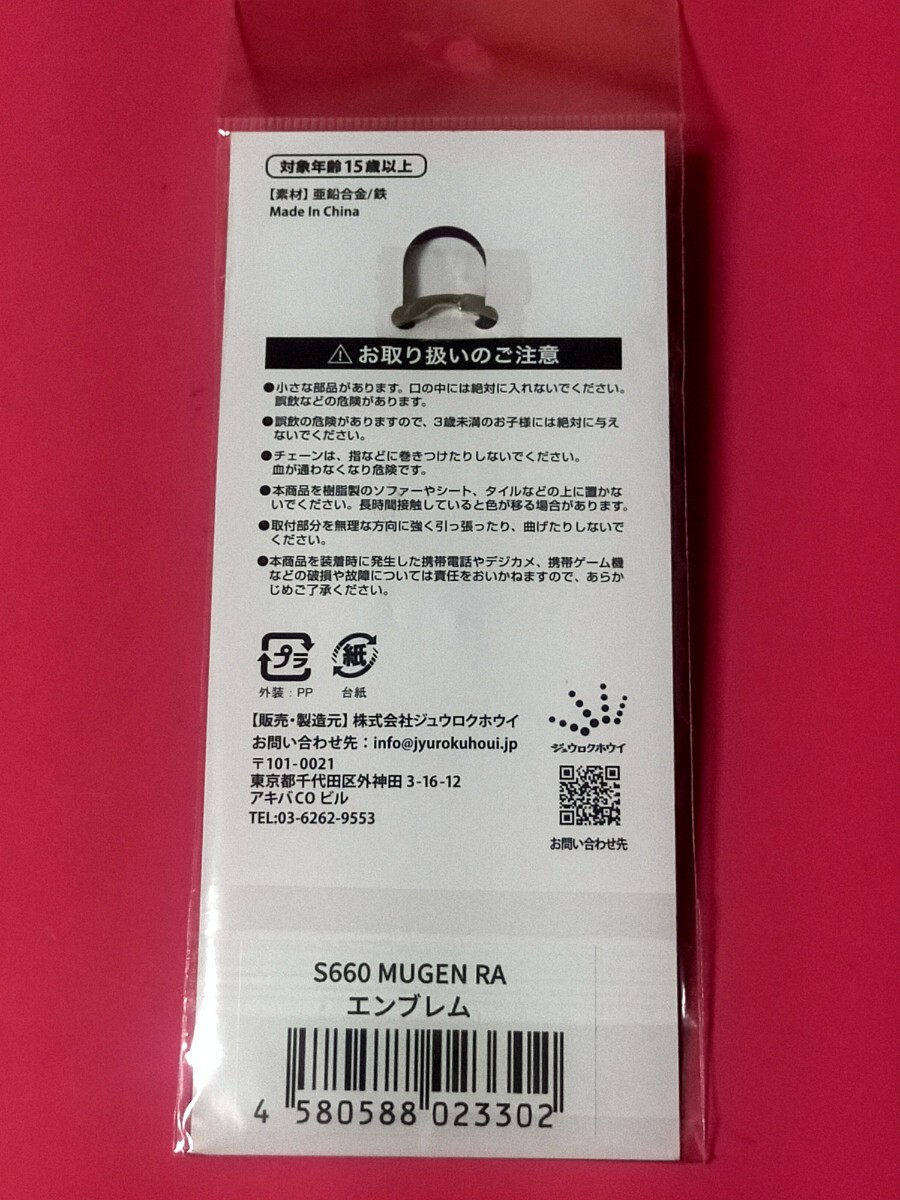 対象年齢15歳以上
【素材】亜鉛合金/鉄
Made In China
⚠お取り扱いのご注意
●小さな部品があります。口の中には絶対に入れないでください。
誤飲などの危険があります。
●誤飲の危険がありますので、3歳未満のお子様には絶対に与え
ないでください。
●チェーンは、指などに巻きつけたりしないでください。
血が通わなくなり危険です。
●本商品を樹脂製のソファーやシート、タイルなどの上に置かな
いでください。長時間接触していると色が移る場合があります。
●取付部分を無理な方向に強く引っ張ったり、曲げたりしないで
ください。
●本商品を装着時に発生した携帯電話やデジカメ、携帯ゲーム機
などの破損や故障については責任をおいかねますので、あらか
じめご了承ください。
プラ
紙
外装：PP
台紙
【販売・製造元】株式会社ジュウロクホウイ
お問い合わせ先：info@jyurokuhoui.jp
〒101-0021
東京都千代田区外神田 3-16-12
アキバCO ビル
TEL:03-6262-9553
ジュウロクホウイ
お問い合わせ先
S660 MUGEN RA
エンブレム
4 580588 023302